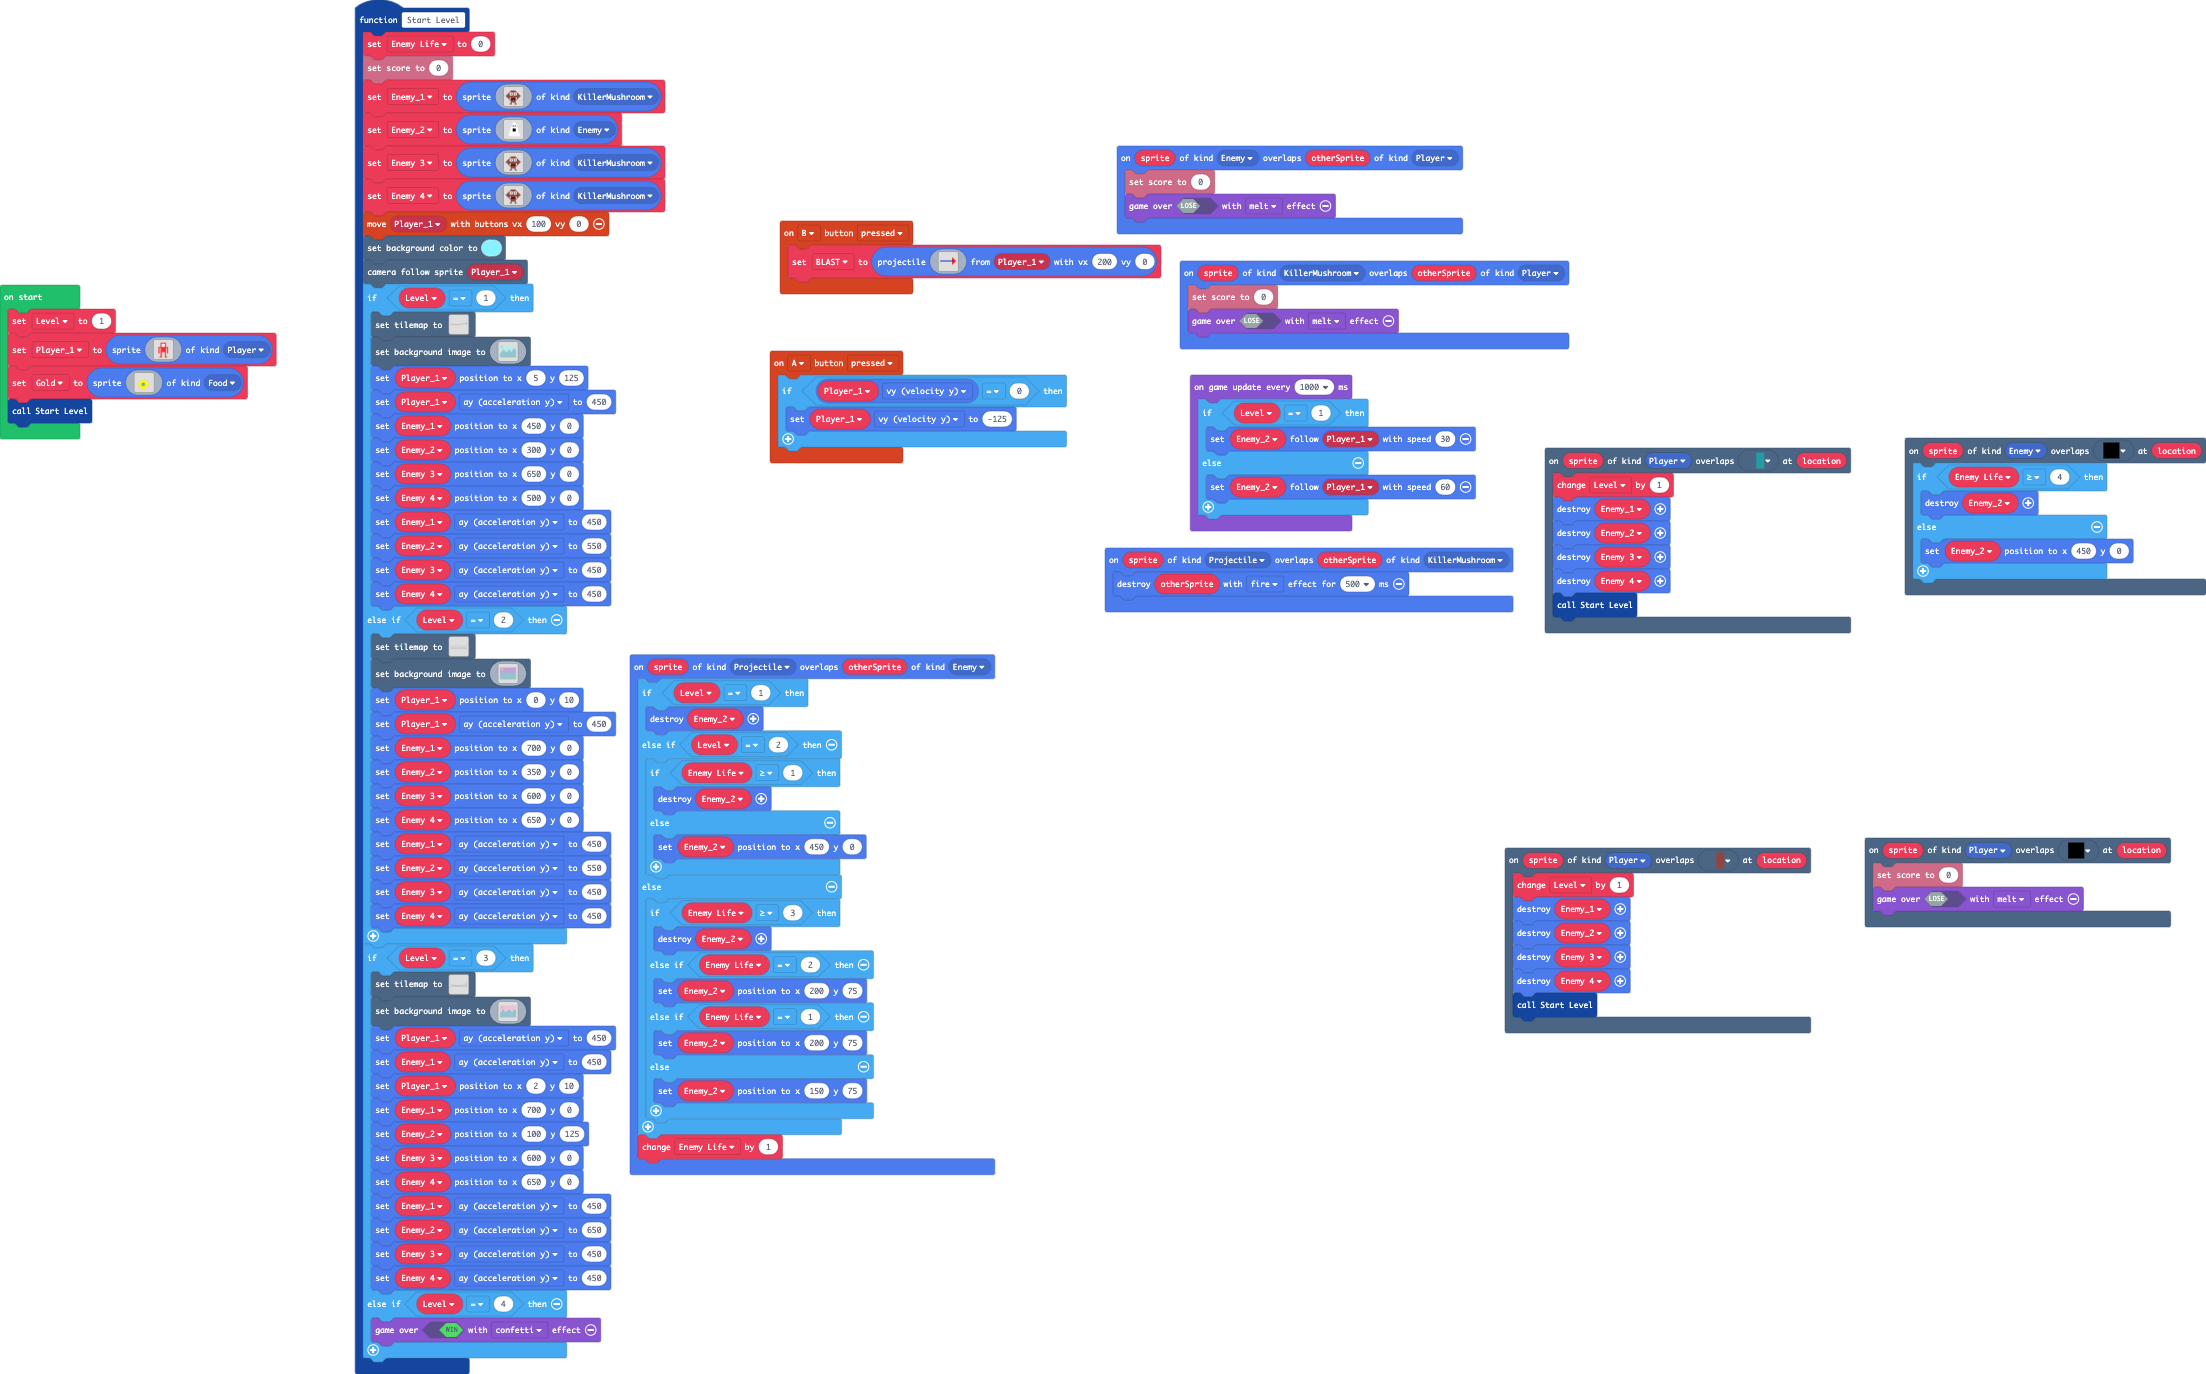 on start
set Level to 1
set Player_1 to sprite of kind Player
set Gold to sprite of kind Food
call Start Level
function Start Level
set Enemy Life to 0
set score to 0
set Enemy_1 to sprite of kind KillerMushroom
set Enemy_2 to sprite of kind Enemy
set Enemy 3 to sprite of kind KillerMushroom
set Enemy 4 to sprite of kind KillerMushroom
move Player_1 with buttons vx 100 vy 0
set background color to
camera follow sprite Player_1
if Level = 1 then
set tilemap to
set background image to
set Player_1 position to x 5 y 125
set Player_1 ay (acceleration y) to 450
set Enemy_1 position to x 450 y 0
set Enemy_2 position to x 300 y 0
set Enemy 3 position to x 650 y 0
set Enemy 4 position to x 500 y 0
set Enemy_1 ay (acceleration y) to 450
set Enemy_2 ay (acceleration y) to 550
set Enemy 3 ay (acceleration y) to 450
set Enemy 4 ay (acceleration y) to 450
else if Level = 2 then
set tilemap to
set background image to
set Player_1 position to x 0 y 10
set Player_1 ay (acceleration y) to 450
set Enemy_1 position to x 700 y 0
set Enemy_2 position to x 350 y 0
set Enemy 3 position to x 600 y 0
set Enemy 4 position to x 650 y 0
set Enemy_1 ay (acceleration y) to 450
set Enemy_2 ay (acceleration y) to 550
set Enemy 3 ay (acceleration y) to 450
set Enemy 4 ay (acceleration y) to 450
if Level = 3 then
set tilemap to
set background image to
set Player_1 ay (acceleration y) to 450
set Enemy_1 ay (acceleration y) to 450
set Player_1 position to x 2 y 10
set Enemy_1 position to x 700 y 0
set Enemy_2 position to x 100 y 125
set Enemy 3 position to x 600 y 0
set Enemy 4 position to x 650 y 0
set Enemy_1 ay (acceleration y) to 450
set Enemy_2 ay (acceleration y) to 650
set Enemy 3 ay (acceleration y) to 450
set Enemy 4 ay (acceleration y) to 450
else if Level = 4 then
game over WIN with confetti effect
on B button pressed
set BLAST to projectile from Player_1 with vx 200 vy 0
on A button pressed
if Player_1 vy (velocity y) = 0 then
set Player_1 vy (velocity y) to -125
on sprite of kind Projectile overlaps otherSprite of kind Enemy
if Level = 1 then
destroy Enemy_2
else if Level = 2 then
if Enemy Life ≥ 1 then
destroy Enemy_2
else
set Enemy_2 position to x 450 y 0
else
if Enemy Life ≥ 3 then
destroy Enemy_2
else if Enemy Life = 2 then
set Enemy_2 position to x 200 y 75
else if Enemy Life = 1 then
set Enemy_2 position to x 200 y 75
else
set Enemy_2 position to x 150 y 75
change Enemy Life by 1
on sprite of kind Enemy overlaps otherSprite of kind Player
set score to 0
game over LOSE with melt effect
on sprite of kind KillerMushroom overlaps otherSprite of kind Player
set score to 0
game over LOSE with melt effect
on game update every 1000 ms
if Level = 1 then
set Enemy_2 follow Player_1 with speed 30
else
set Enemy_2 follow Player_1 with speed 60
on sprite of kind Projectile overlaps otherSprite of kind KillerMushroom
destroy otherSprite with fire effect for 500 ms
on sprite of kind Player overlaps at location
change Level by 1
destroy Enemy_1
destroy Enemy_2
destroy Enemy 3
destroy Enemy 4
call Start Level
on sprite of kind Enemy overlaps at location
if Enemy Life ≥ 4 then
destroy Enemy_2
else
set Enemy_2 position to x 450 y 0
on sprite of kind Player overlaps at location
change Level by 1
destroy Enemy_1
destroy Enemy_2
destroy Enemy 3
destroy Enemy 4
call Start Level
on sprite of kind Player overlaps at location
set score to 0
game over LOSE with melt effect